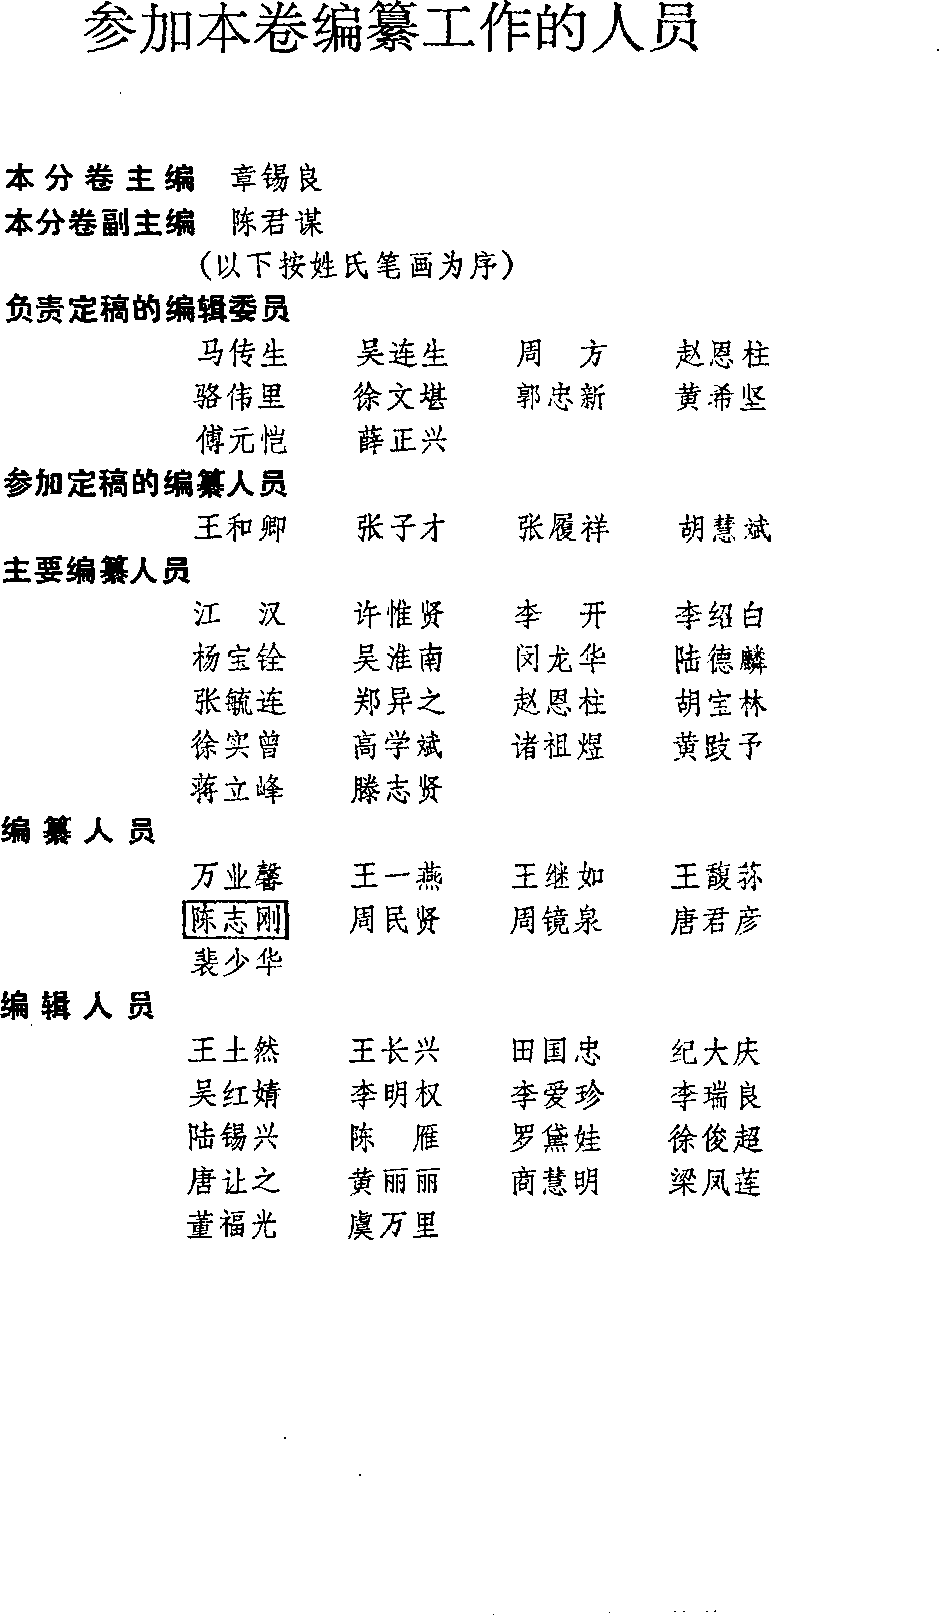 参加本卷编纂工作的人员
本分卷主编 章锡良
本分卷副主编 陈君谋
(以下按姓氏笔画为序)
负责定稿的编辑委员
马传生 吴连生 周 方 赵恩柱
骆伟里 徐文堪 郭忠新 黄希坚
傅元恺 薛正兴
参加定稿的编纂人员
王和卿 张子才 张履祥 胡慧斌
主要编纂人员
江 汉 许惟贤 李 开 李绍白
杨宝铨 吴淮南 闵龙华 陆德麟
张毓连 郑异之 赵恩柱 胡宝林
徐实曾 高学斌 诸祖煜 黄跂予
蒋立峰 滕志贤
编纂人员
万业馨 王一燕 王继如 王馥荪
陈志刚 周民贤 周镜泉 唐君彦
裴少华
编辑人员
王土然 王长兴 田国忠 纪大庆
吴红婧 李明权 李爱珍 李瑞良
陆锡兴 陈 雁 罗黛娃 徐俊超
唐让之 黄丽丽 商慧明 梁凤莲
董福光 虞万里